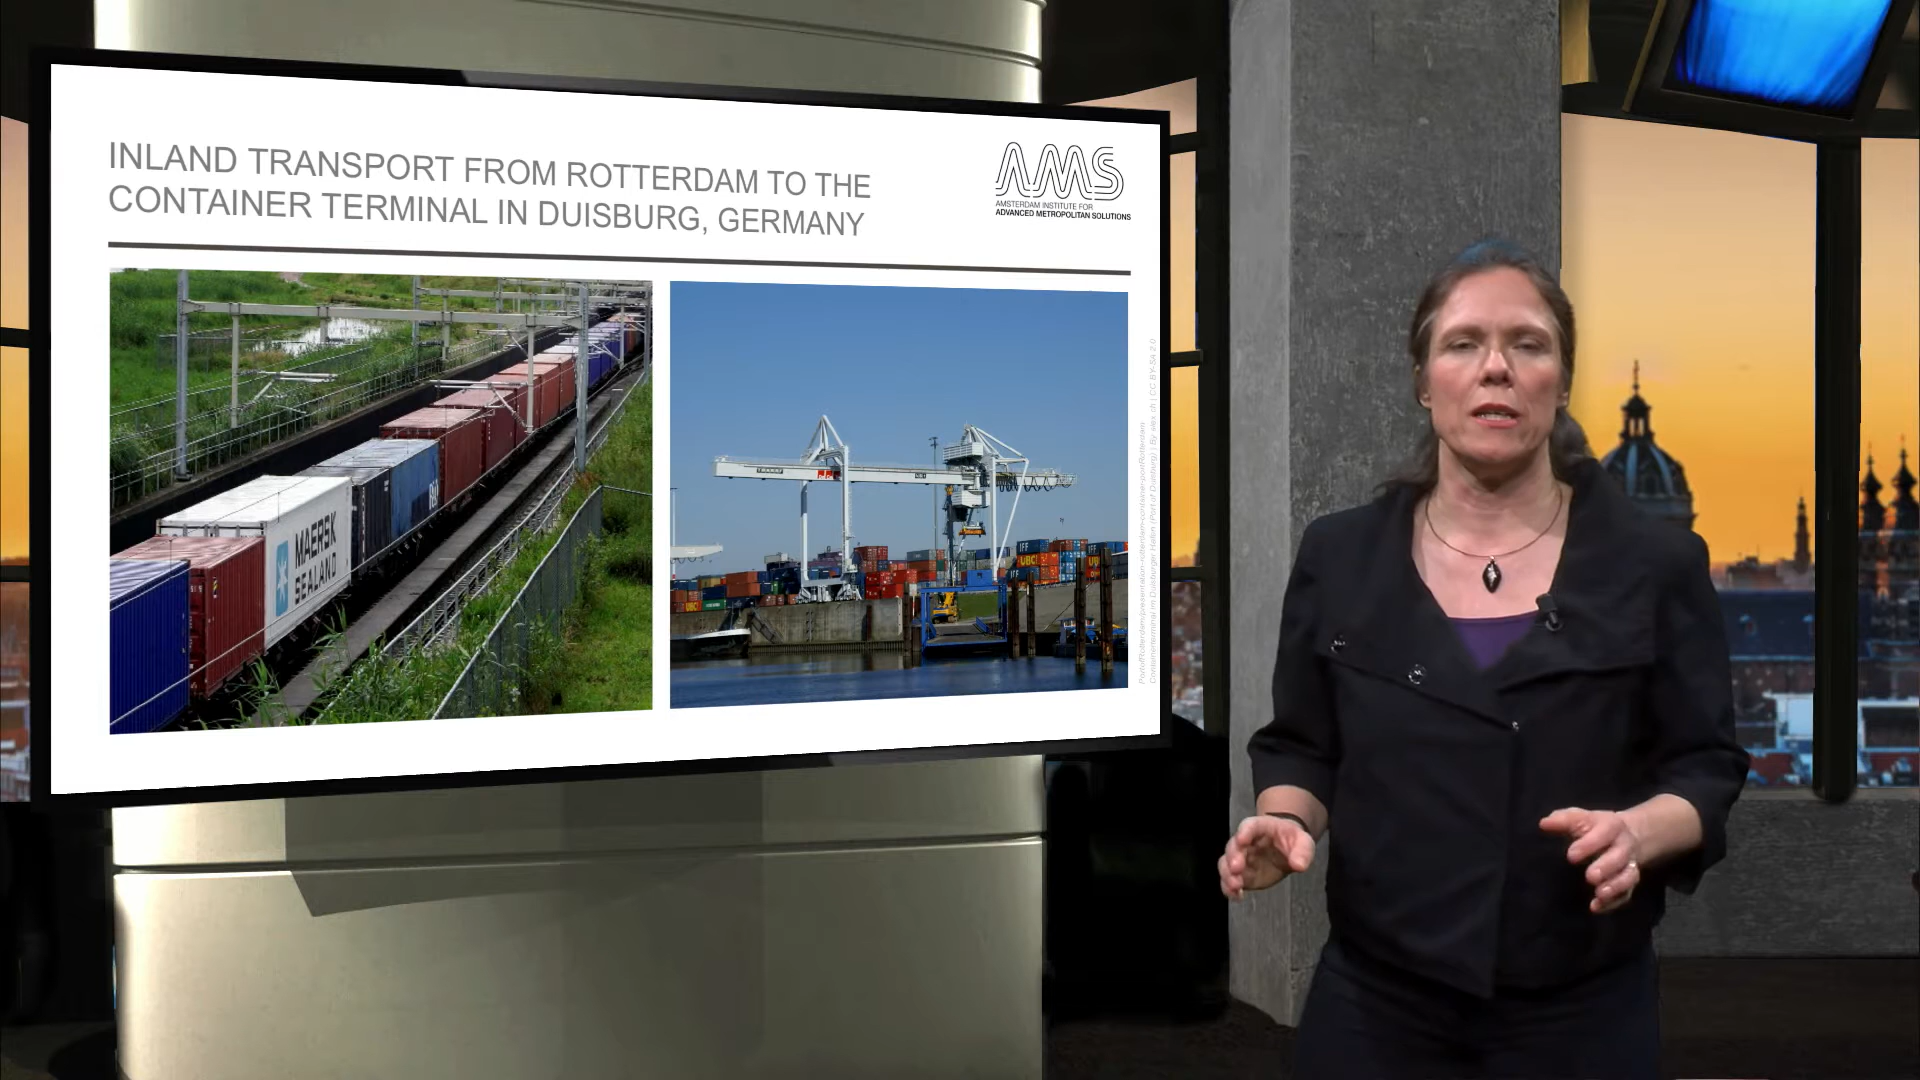 INLAND TRANSPORT FROM ROTTERDAM TO THE
CONTAINER TERMINAL IN DUISBURG, GERMANY
AMS
AMSTERDAM INSTITUTE FOR
ADVANCED METROPOLITAN SOLUTIONS
MAERSK
SEALAND